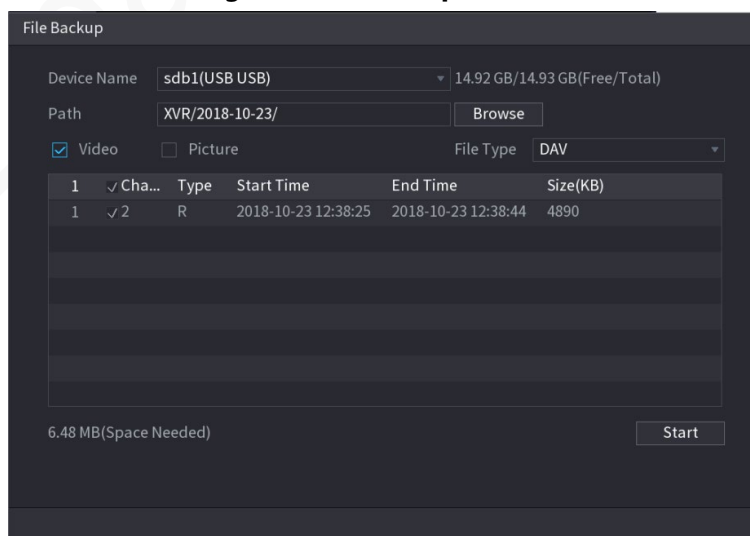 File Backup
Device Name sdb1(USB USB) 14.92 GB/14.93 GB(Free/Total)
Path XVR/2018-10-23/ Browse
Video Picture File Type DAV
1 Cha... Type Start Time End Time Size(KB)
1 2 R 2018-10-23 12:38:25 2018-10-23 12:38:44 4890
6.48 MB(Space Needed) Start